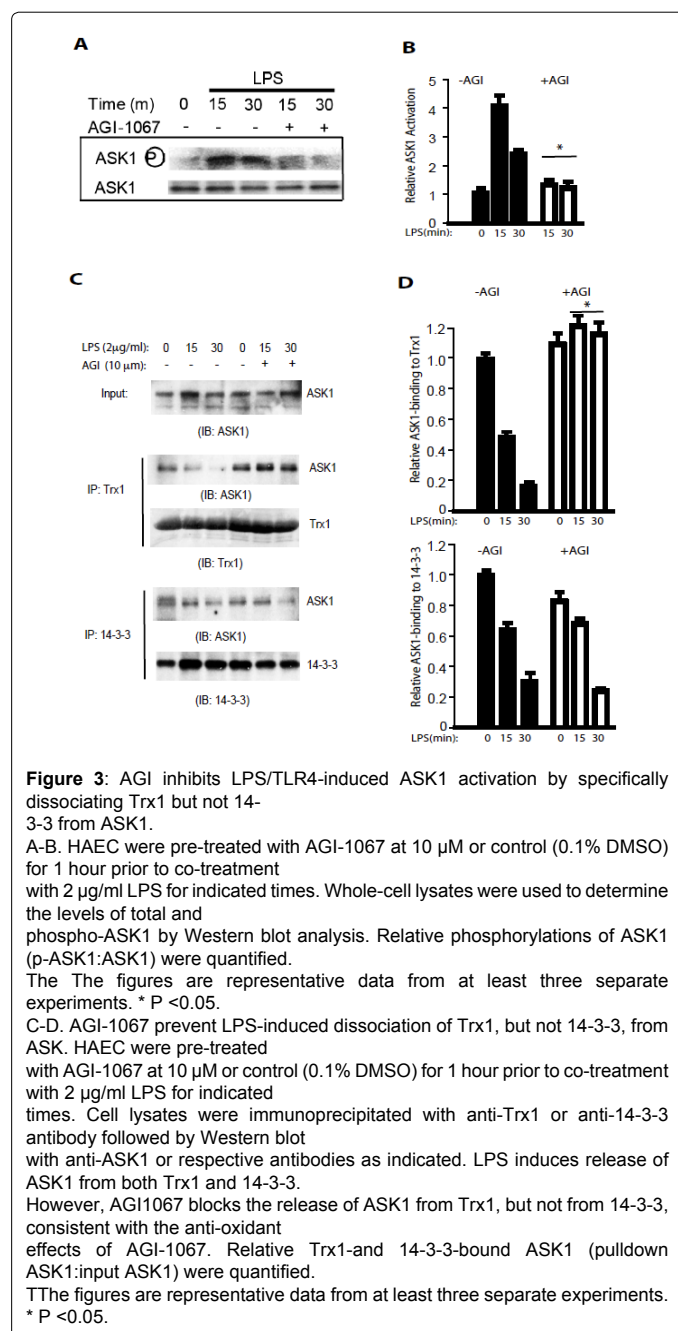 A
LPS
Time (m) 0 15 30 15 30
AGI-1067 - - - + +
ASK1 P
ASK1
B
-AGI +AGI
Relative ASK1 Activation
5
4
3
2
1
0
*
LPS(min): 0 15 30 15 30
C
LPS (2μg/ml): 0 15 30 0 15 30
AGI (10 μm): - - - - + +
Input: ASK1
(IB: ASK1)
IP: Trx1
ASK1
(IB: ASK1)
Trx1
(IB: Trx1)
IP: 14-3-3
ASK1
(IB: ASK1)
14-3-3
(IB: 14-3-3)
D
-AGI +AGI
*
Relative ASK1-binding to Trx1
1.2
1.0
0.8
0.6
0.4
0.2
0
LPS(min): 0 15 30 0 15 30
-AGI +AGI
Relative ASK1-binding to 14-3-3
1.2
1.0
0.8
0.6
0.4
0.2
0
LPS(min): 0 15 30 0 15 30
Figure 3: AGI inhibits LPS/TLR4-induced ASK1 activation by specifically
dissociating Trx1 but not 14-
3-3 from ASK1.
A-B. HAEC were pre-treated with AGI-1067 at 10 μM or control (0.1% DMSO)
for 1 hour prior to co-treatment
with 2 μg/ml LPS for indicated times. Whole-cell lysates were used to determine
the levels of total and
phospho-ASK1 by Western blot analysis. Relative phosphorylations of ASK1
(p-ASK1:ASK1) were quantified.
The The figures are representative data from at least three separate
experiments. * P <0.05.
C-D. AGI-1067 prevent LPS-induced dissociation of Trx1, but not 14-3-3, from
ASK. HAEC were pre-treated
with AGI-1067 at 10 μM or control (0.1% DMSO) for 1 hour prior to co-treatment
with 2 μg/ml LPS for indicated
times. Cell lysates were immunoprecipitated with anti-Trx1 or anti-14-3-3
antibody followed by Western blot
with anti-ASK1 or respective antibodies as indicated. LPS induces release of
ASK1 from both Trx1 and 14-3-3.
However, AGI1067 blocks the release of ASK1 from Trx1, but not from 14-3-3,
consistent with the anti-oxidant
effects of AGI-1067. Relative Trx1-and 14-3-3-bound ASK1 (pulldown
ASK1:input ASK1) were quantified.
TThe figures are representative data from at least three separate experiments.
* P <0.05.